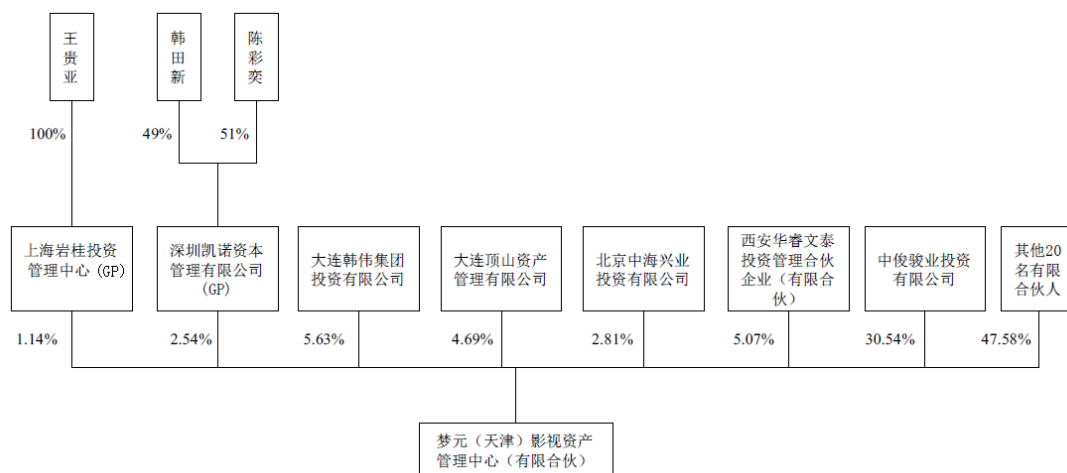 王
贵
亚
韩
田
新
陈
彩
奕
100%
49%
51%
上海岩桂投资
管理中心(GP)
深圳凯诺资本
管理有限公司
(GP)
大连韩伟集团
投资有限公司
大连顶山资产
管理有限公司
北京中海兴业
投资有限公司
西安华睿文泰
投资管理合伙
企业（有限合
伙）
中俊骏业投资
有限公司
其他20
名有限
合伙人
1.14%
2.54%
5.63%
4.69%
2.81%
5.07%
30.54%
47.58%
梦元（天津）影视资产
管理中心（有限合伙）